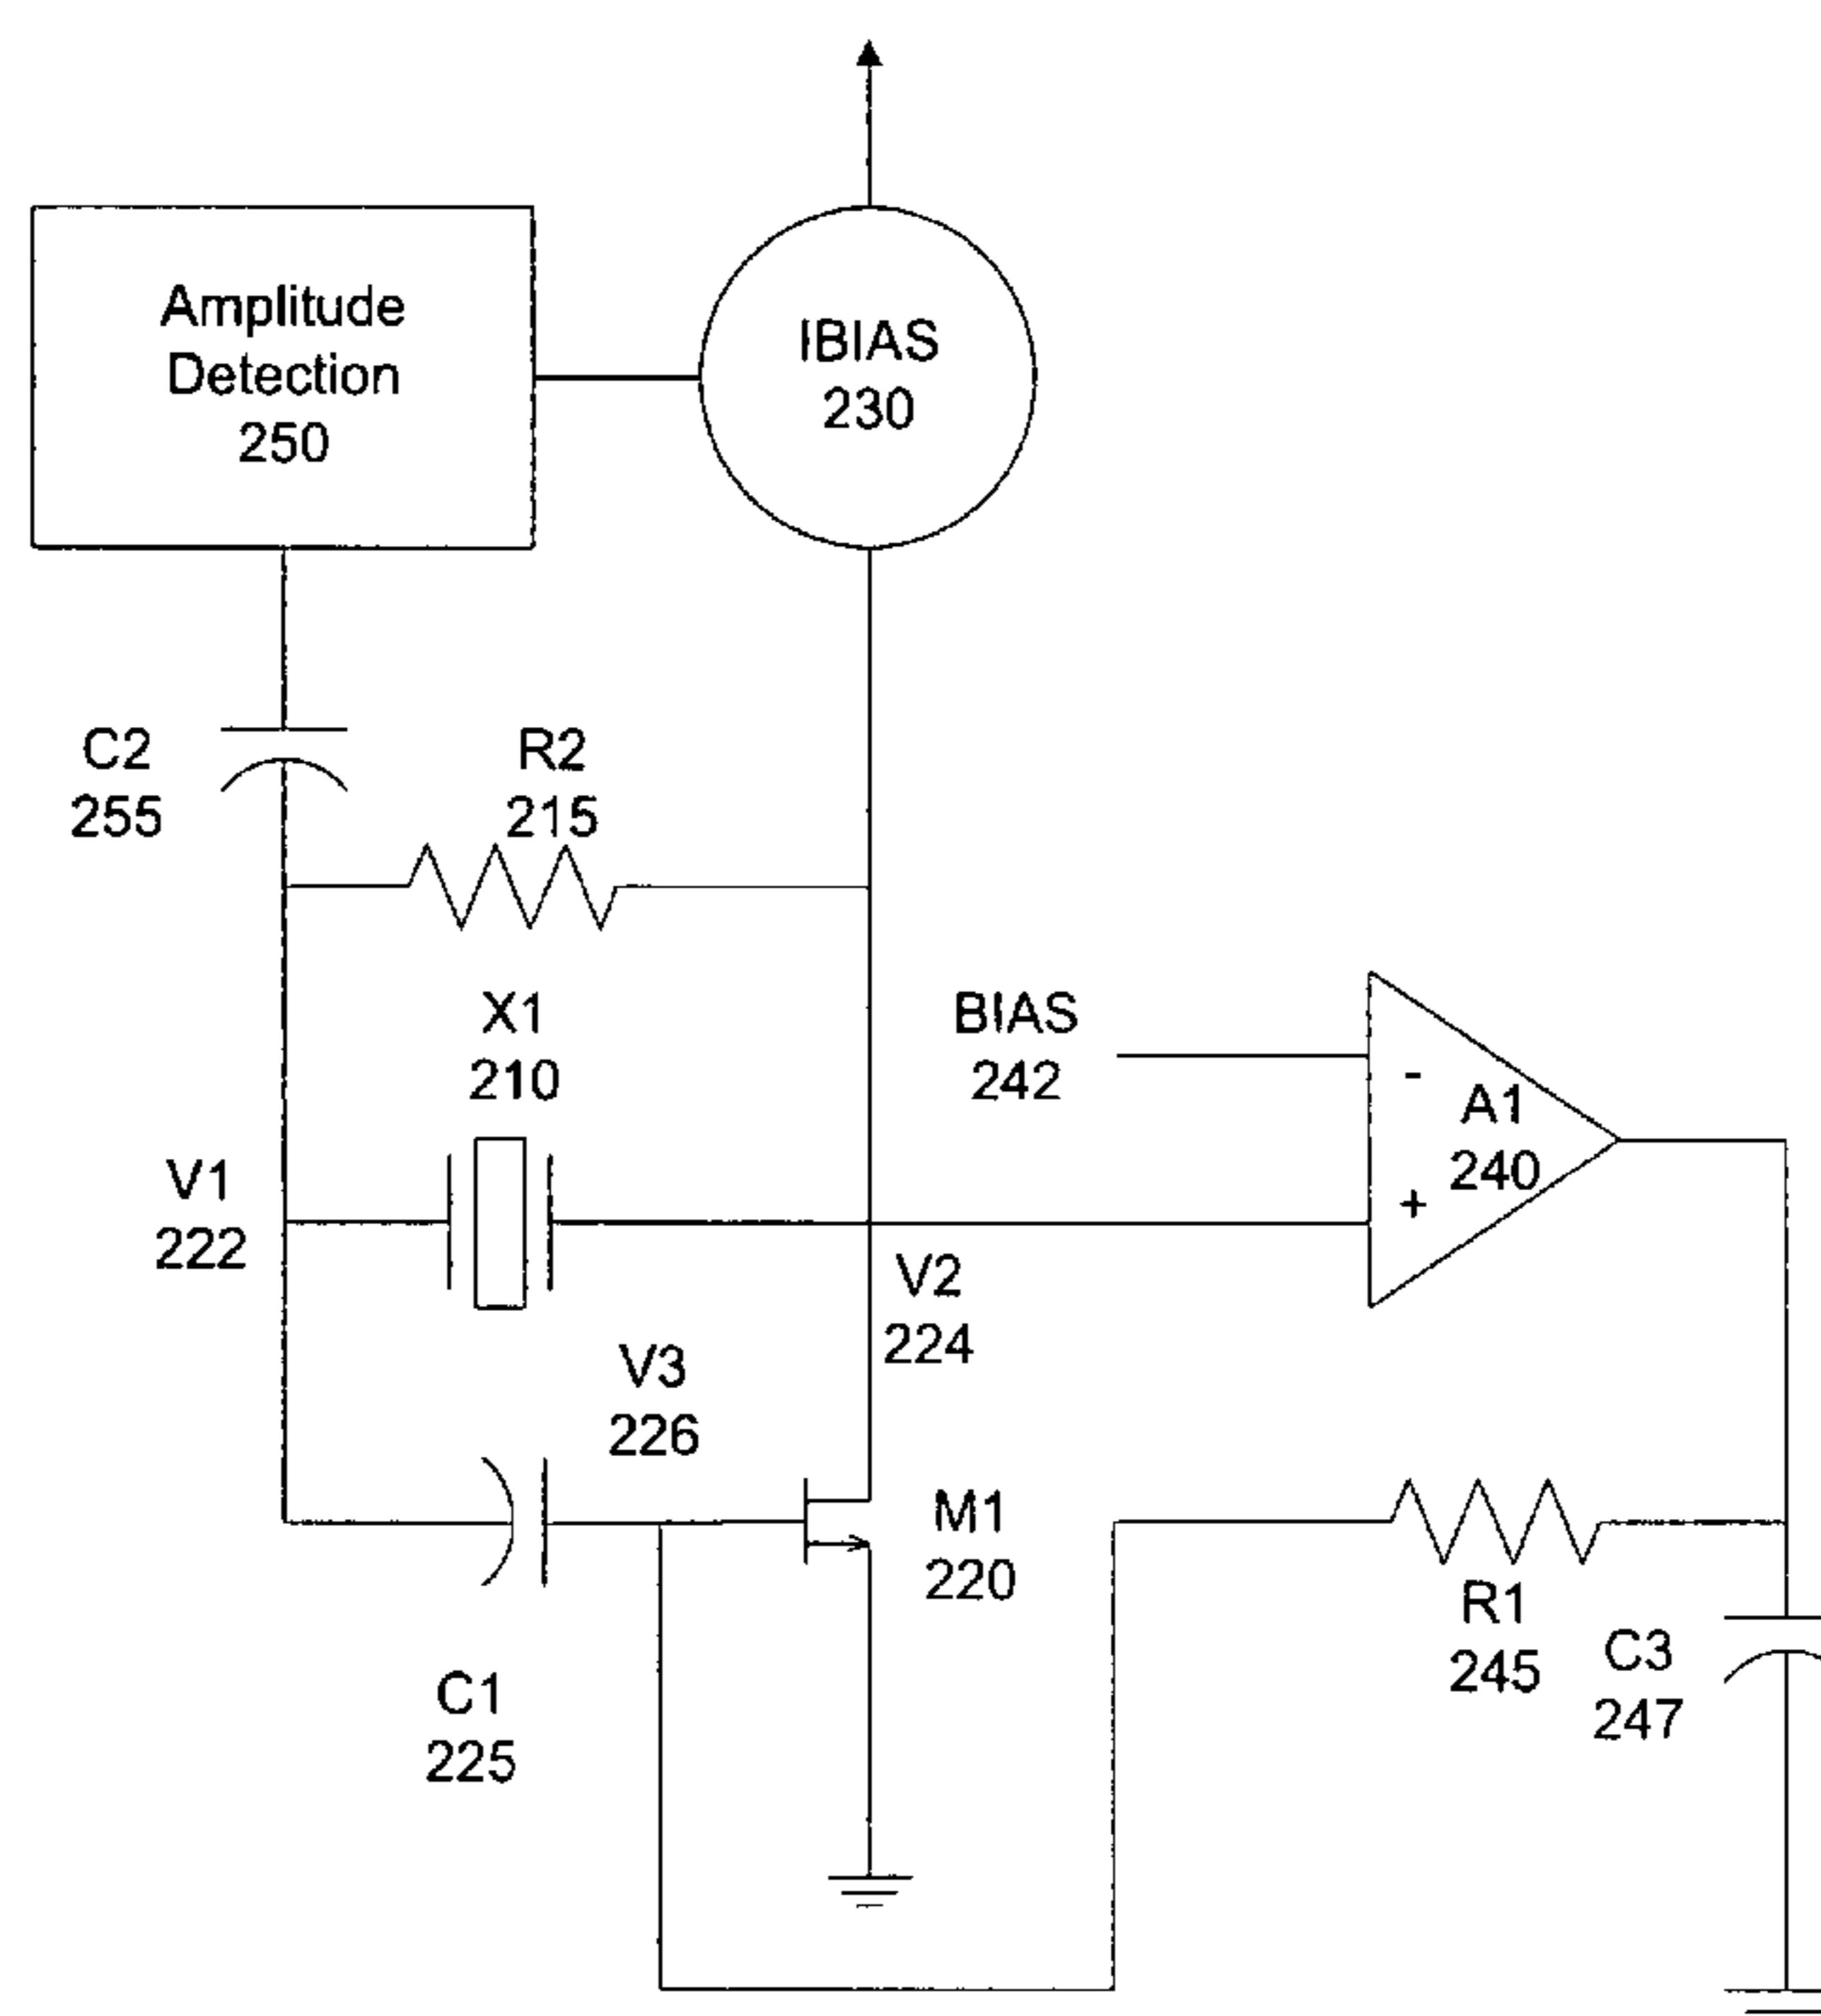 Amplitude
Detection
250
IBIAS
230
C2
255
R2
215
X1
210
BIAS
242
-
+
A1
240
V1
222
V2
224
V3
226
M1
220
R1
245
C3
247
C1
225